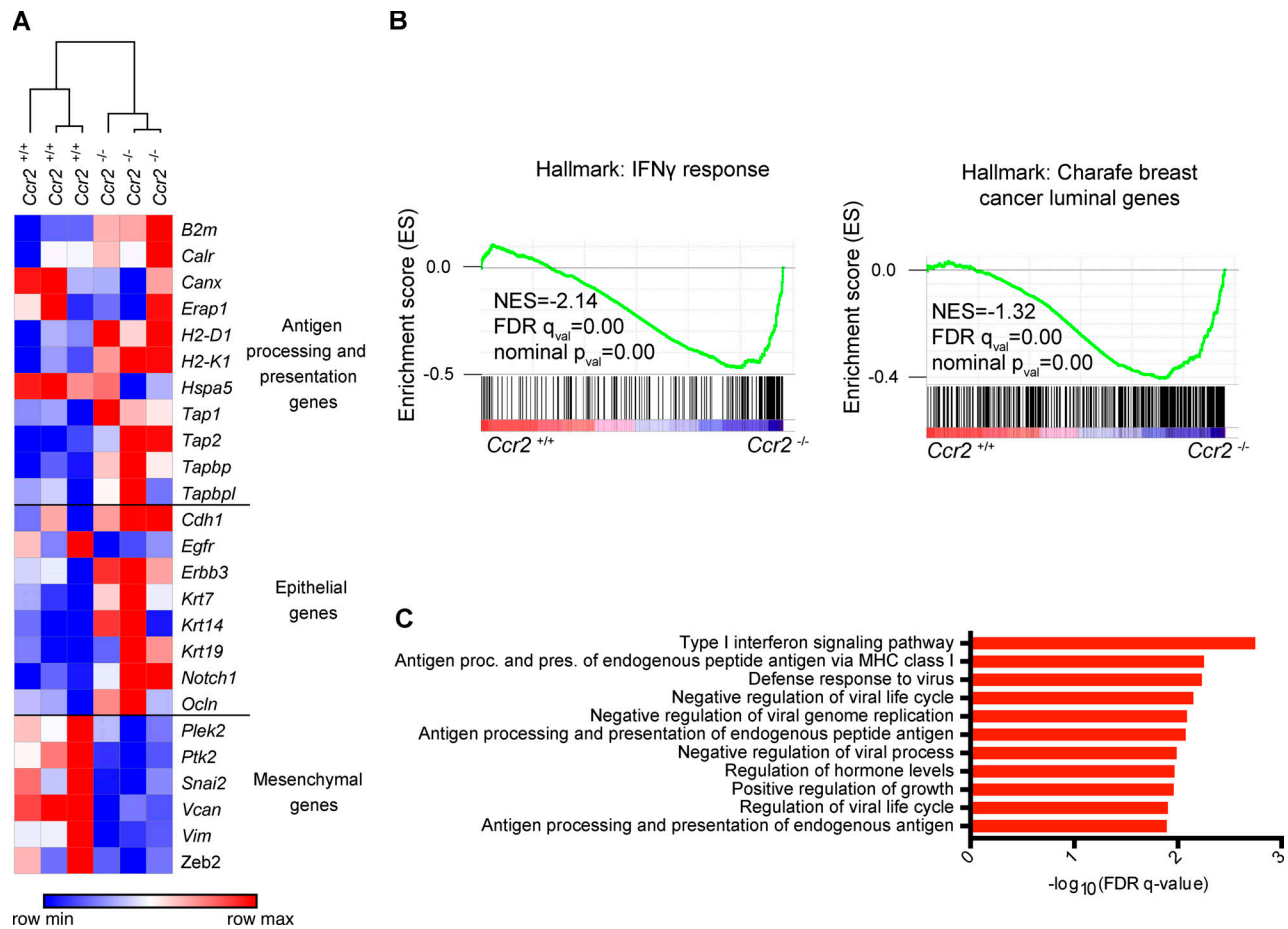 A
Ccr2 +/+
Ccr2 +/+
Ccr2 +/+
Ccr2 -/-
Ccr2 -/-
Ccr2 -/-
B2m
Calr
Canx
Erap1
H2-D1
H2-K1
Hspa5
Tap1
Tap2
Tapbp
Tapbpl
Antigen
processing and
presentation
genes
Cdh1
Egfr
Erbb3
Krt7
Krt14
Krt19
Notch1
Ocln
Epithelial
genes
Plek2
Ptk2
Snai2
Vcan
Vim
Zeb2
Mesenchymal
genes
row min
row max
B
Hallmark: IFNγ response
Enrichment score (ES)
0.0
-0.5
NES=-2.14
FDR qval=0.00
nominal pval=0.00
Ccr2 +/+
Ccr2 -/-
Hallmark: Charafe breast
cancer luminal genes
Enrichment score (ES)
0.0
-0.4
NES=-1.32
FDR qval=0.00
nominal pval=0.00
Ccr2 +/+
Ccr2 -/-
C
Type I interferon signaling pathway
Antigen proc. and pres. of endogenous peptide antigen via MHC class I
Defense response to virus
Negative regulation of viral life cycle
Negative regulation of viral genome replication
Antigen processing and presentation of endogenous peptide antigen
Negative regulation of viral process
Regulation of hormone levels
Positive regulation of growth
Regulation of viral life cycle
Antigen processing and presentation of endogenous antigen
0
1
2
3
-log10(FDR q-value)